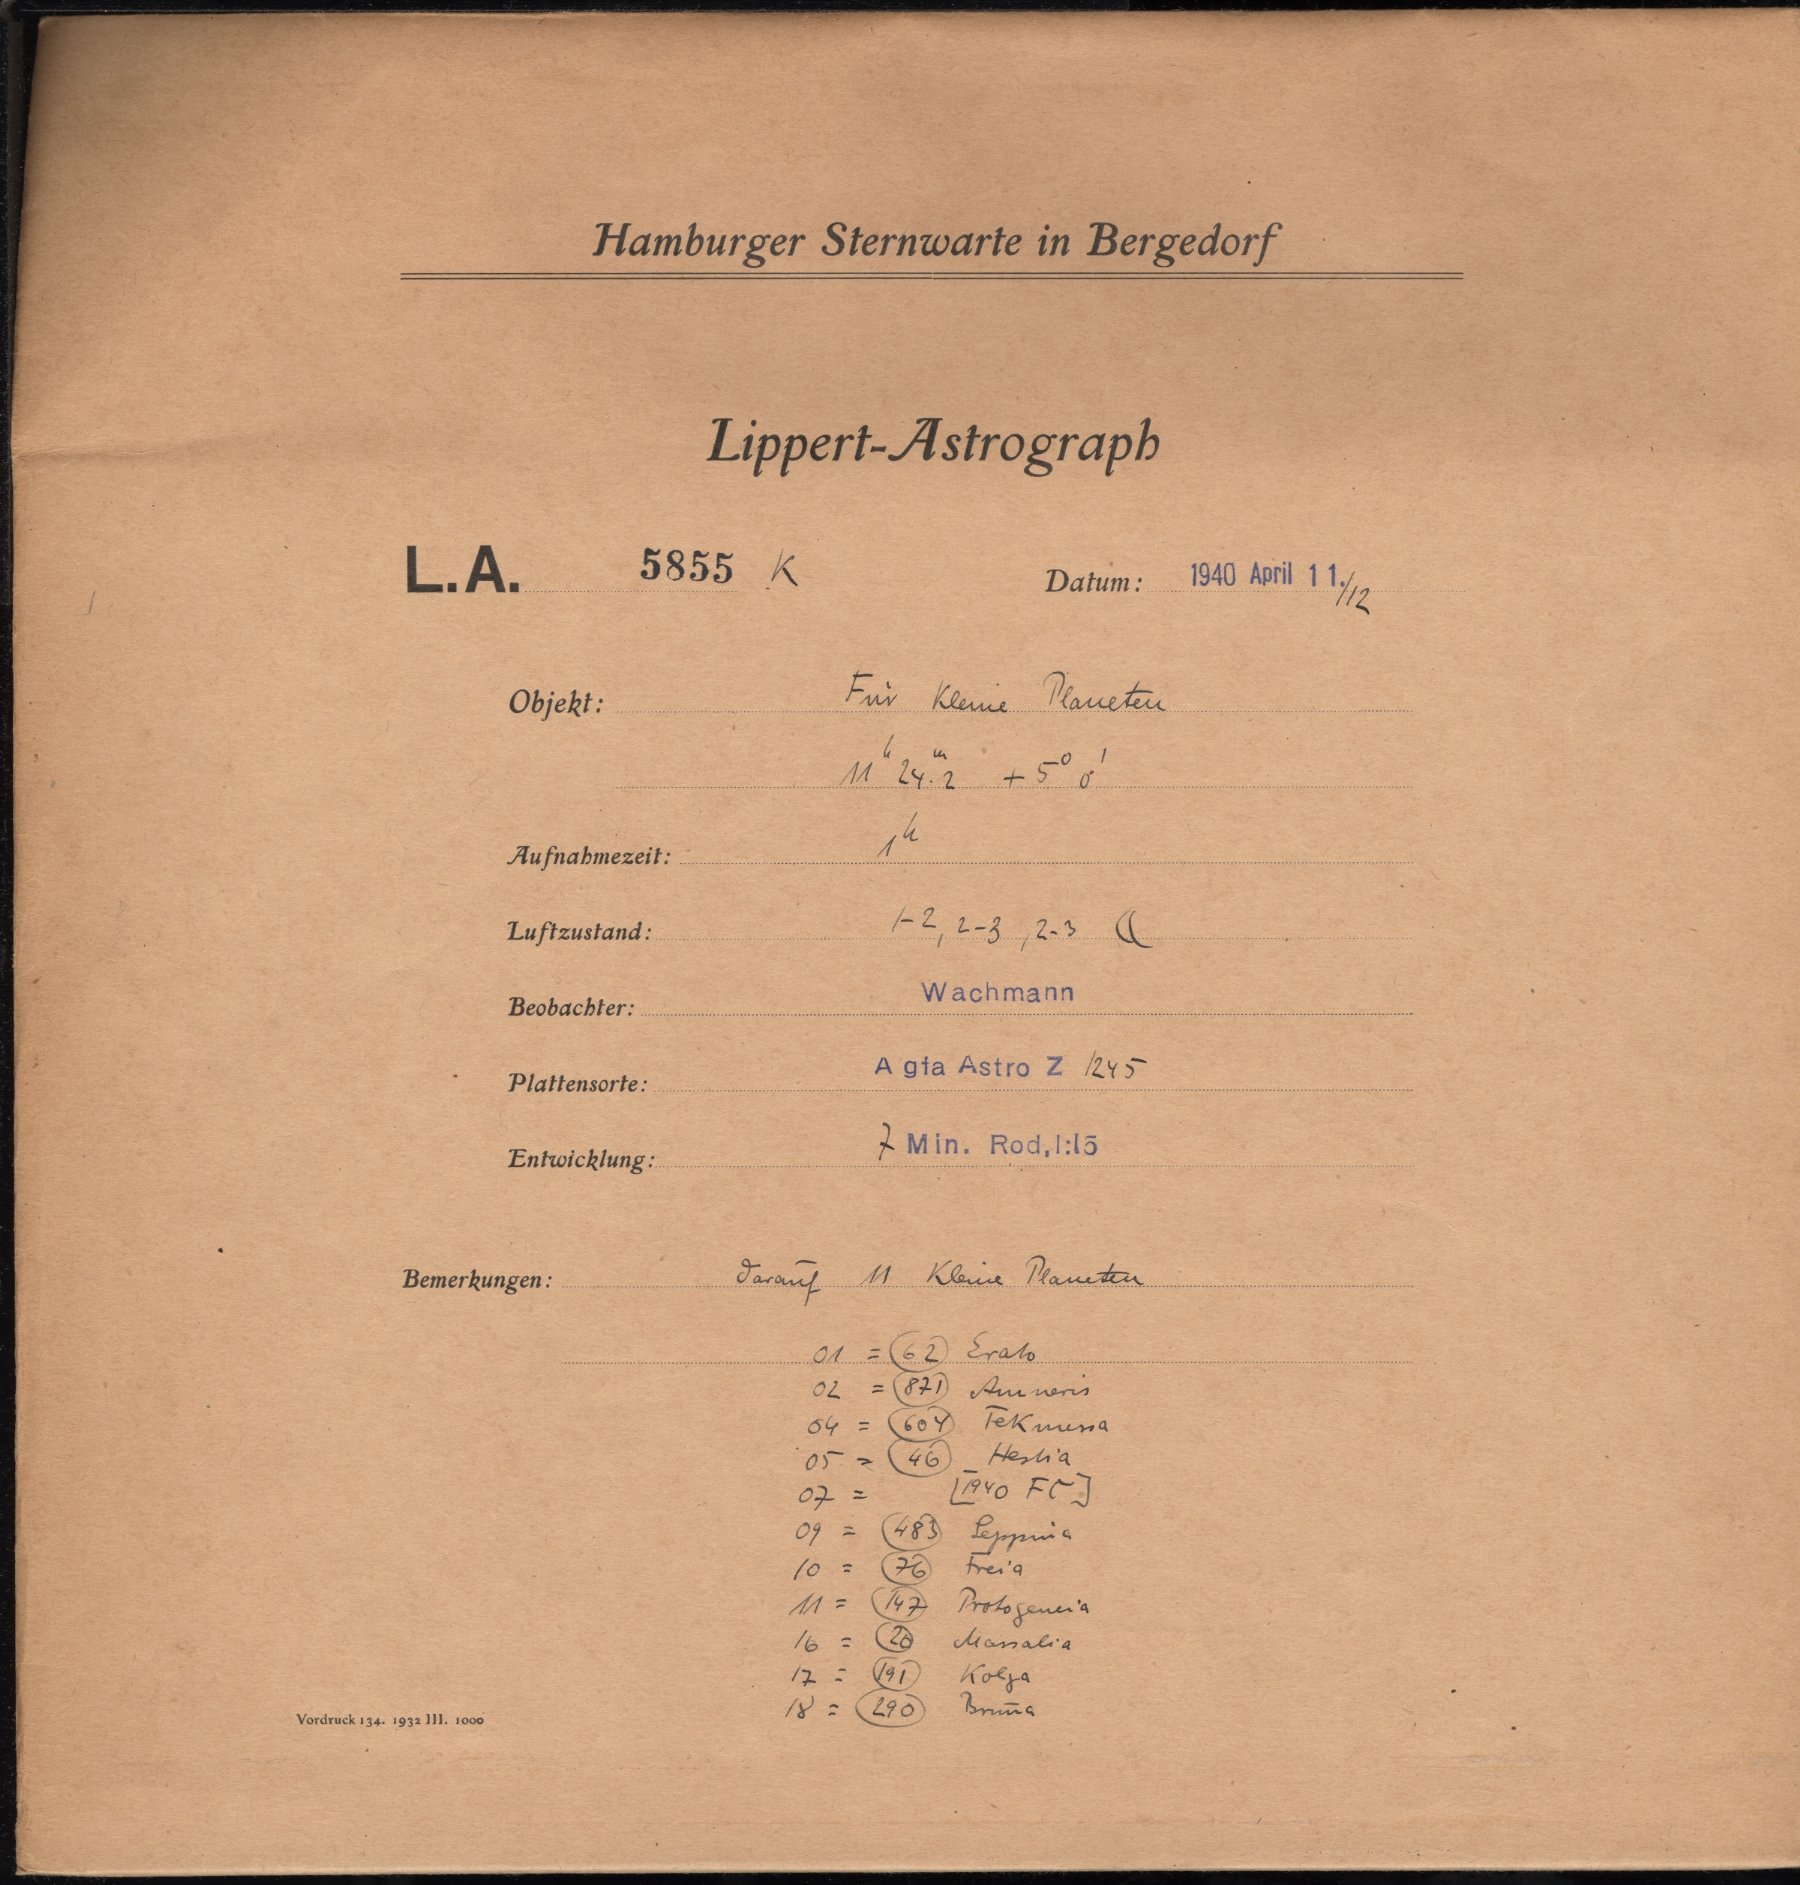 Hamburger Sternwarte in Bergedorf
Lippert-Astrograph
L.A. 5855 K Datum: 1940 April 11./12
Objekt: Für Kleine Planeten
11h 24.m2 +5° 0'
Aufnahmezeit: 1h
Luftzustand: 1-2, 2-3, 2-3 ☾
Beobachter: Wachmann
Plattensorte: Agfa Astro Z 1245
Entwicklung: 7 Min. Rod, 1:15
Bemerkungen: darauf 11 Kleine Planeten
01 = (62) Erato
02 = (871) Amneris
04 = (604) Tekmessa
05 = (46) Hestia
07 = [1940 FC]
09 = (483) Seppina
10 = (76) Freia
11 = (147) Protogeneia
16 = (20) Massalia
17 = (191) Kolga
18 = (290) Bruna
Vordruck 134. 1932 III. 1000